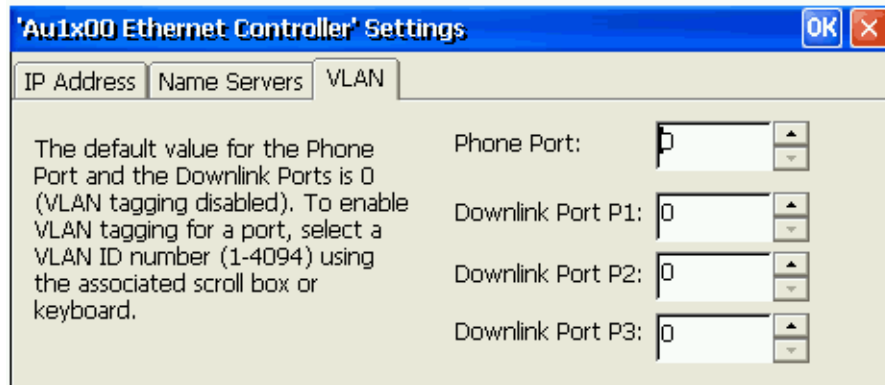 'Au1x00 Ethernet Controller' Settings
OK
IP Address
Name Servers
VLAN
The default value for the Phone
Port and the Downlink Ports is 0
(VLAN tagging disabled). To enable
VLAN tagging for a port, select a
VLAN ID number (1-4094) using
the associated scroll box or
keyboard.
Phone Port: 0
Downlink Port P1: 0
Downlink Port P2: 0
Downlink Port P3: 0